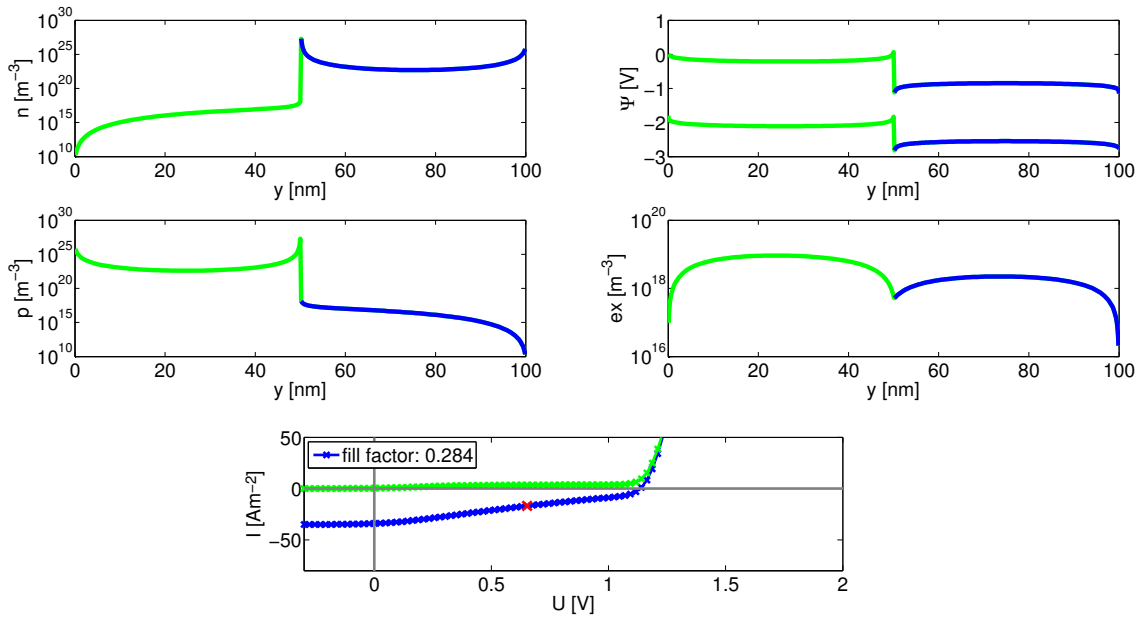 10^30
10^25
10^20
10^15
10^10
n [m^−3]
0 20 40 60 80 100
y [nm]
1
0
−1
−2
−3
Ψ [V]
0 20 40 60 80 100
y [nm]
10^30
10^25
10^20
10^15
10^10
p [m^−3]
0 20 40 60 80 100
y [nm]
10^20
10^18
10^16
ex [m^−3]
0 20 40 60 80 100
y [nm]
50
0
−50
I [Am−2]
fill factor: 0.284
0 0.5 1 1.5 2
U [V]